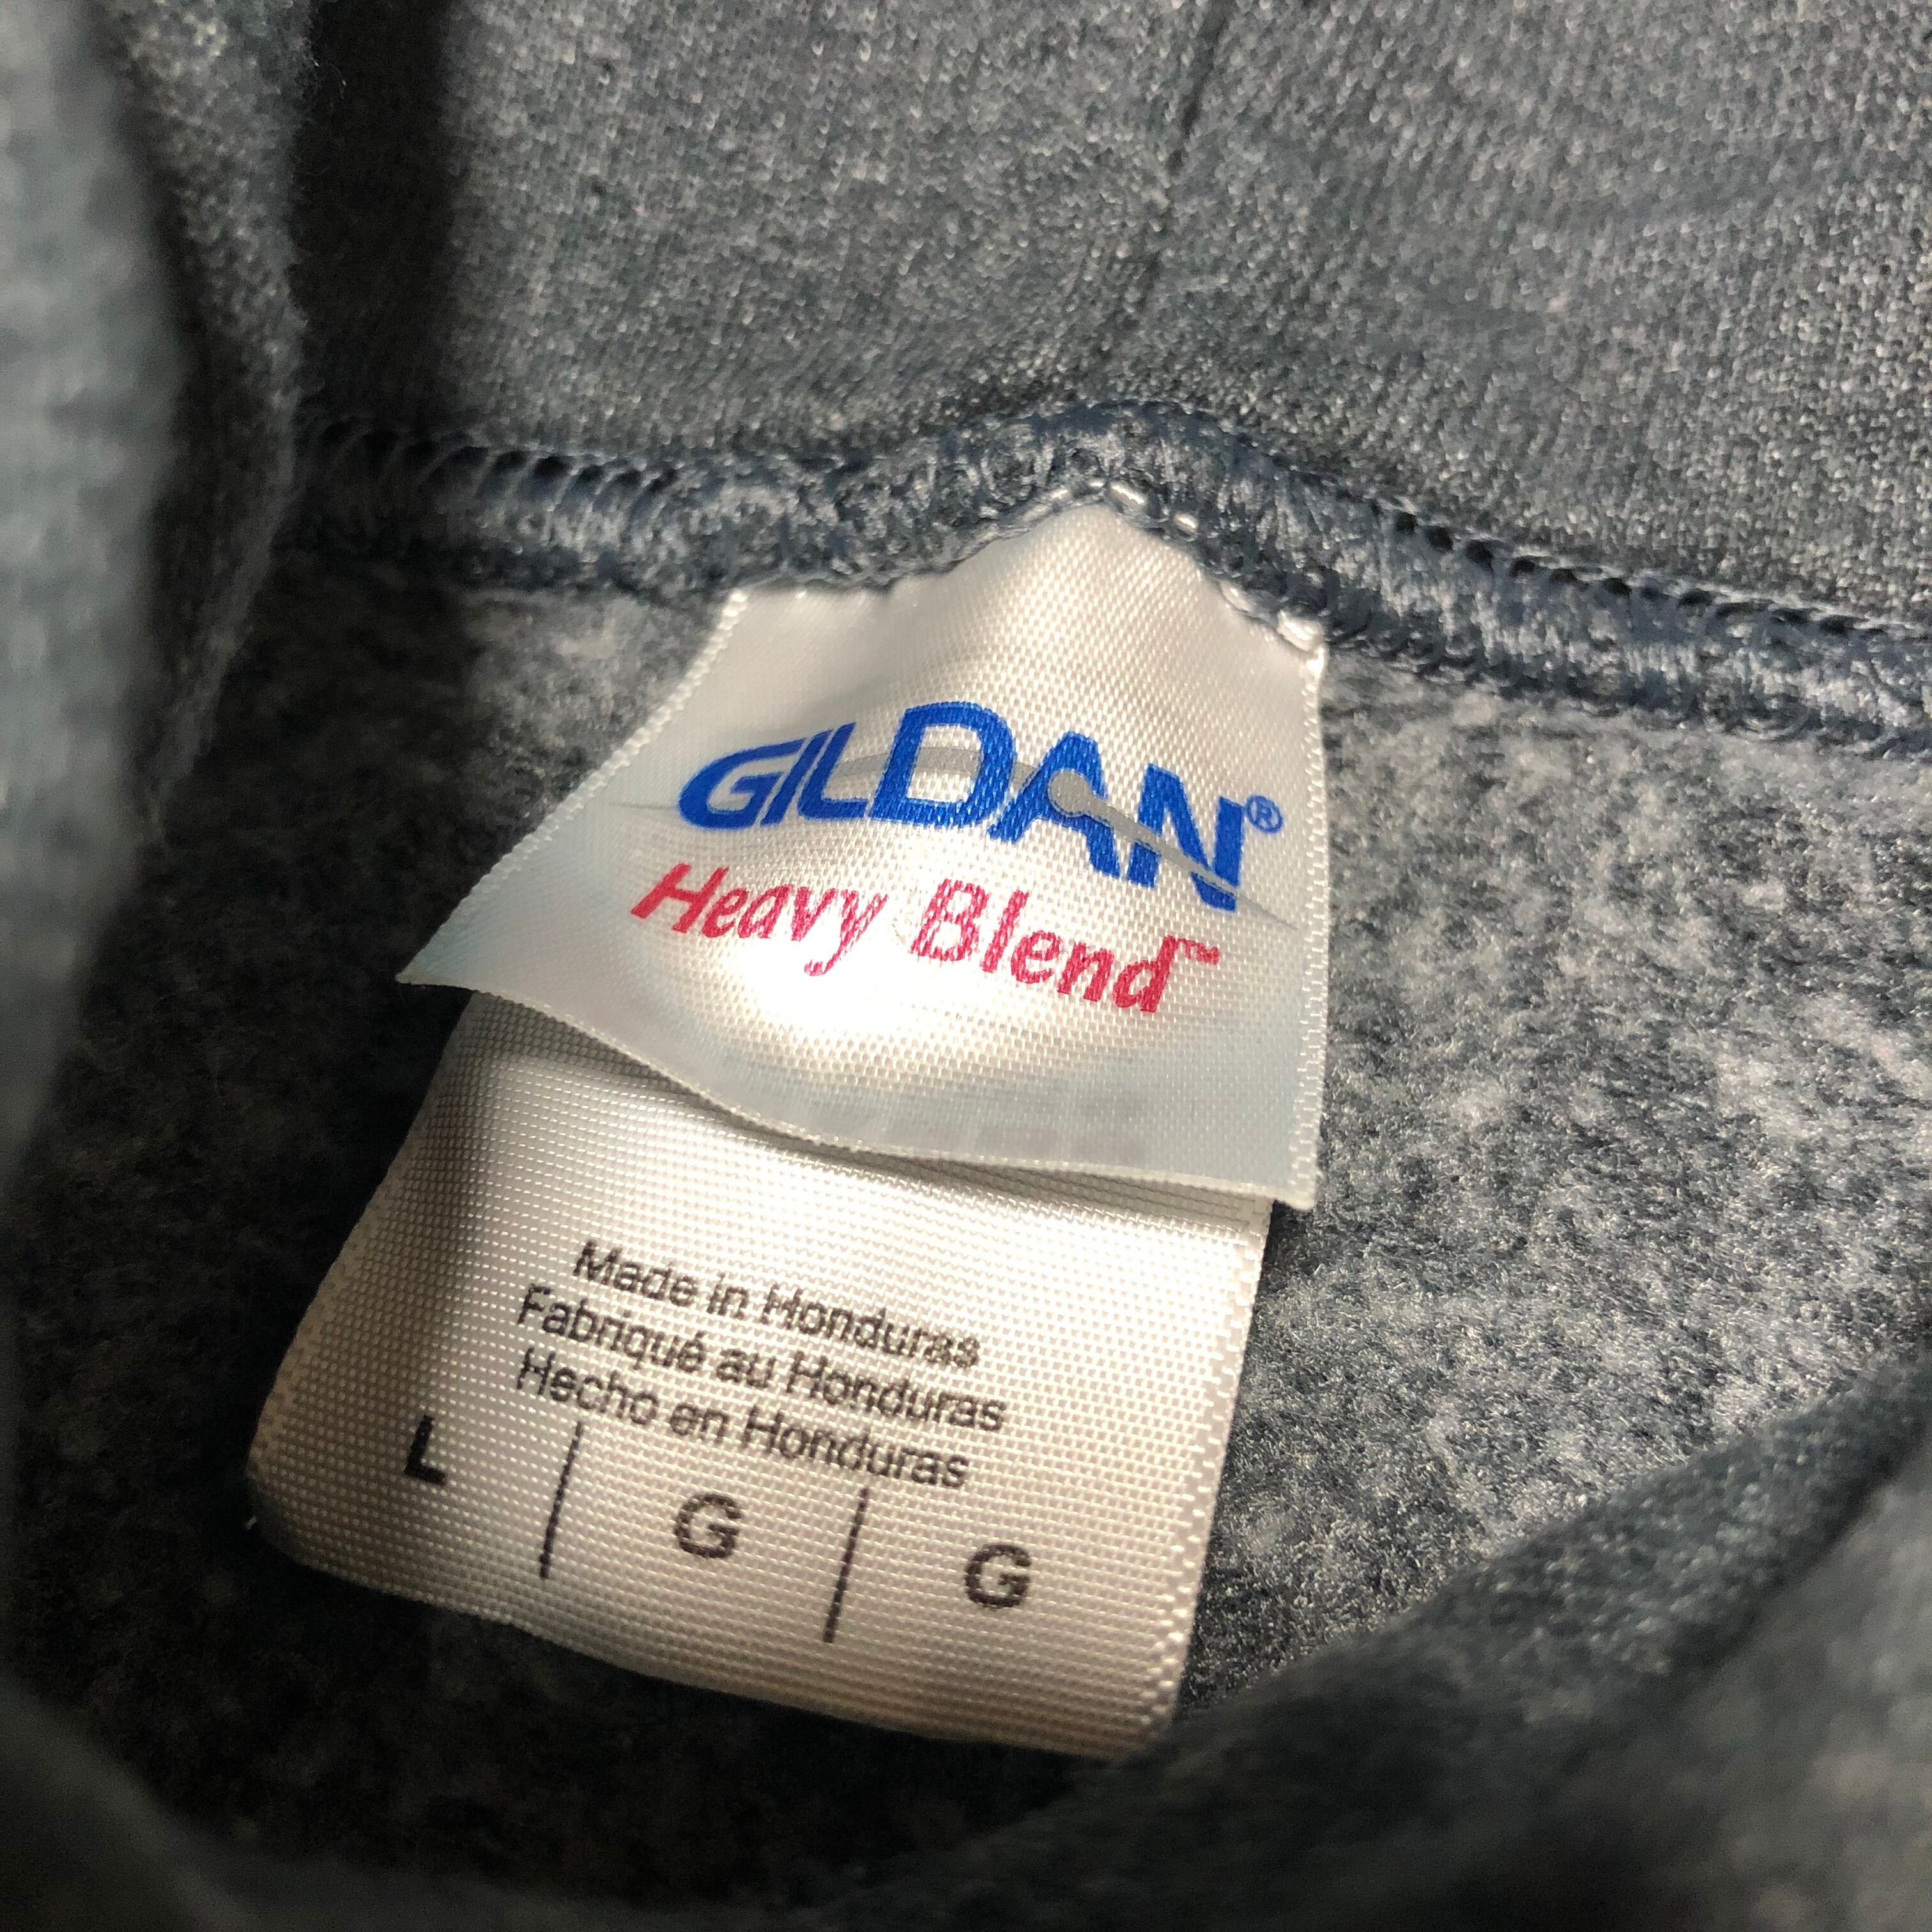 GILDAN®
Heavy Blend™
Made in Honduras
Fabriqué au Honduras
Hecho en Honduras
L | G | G